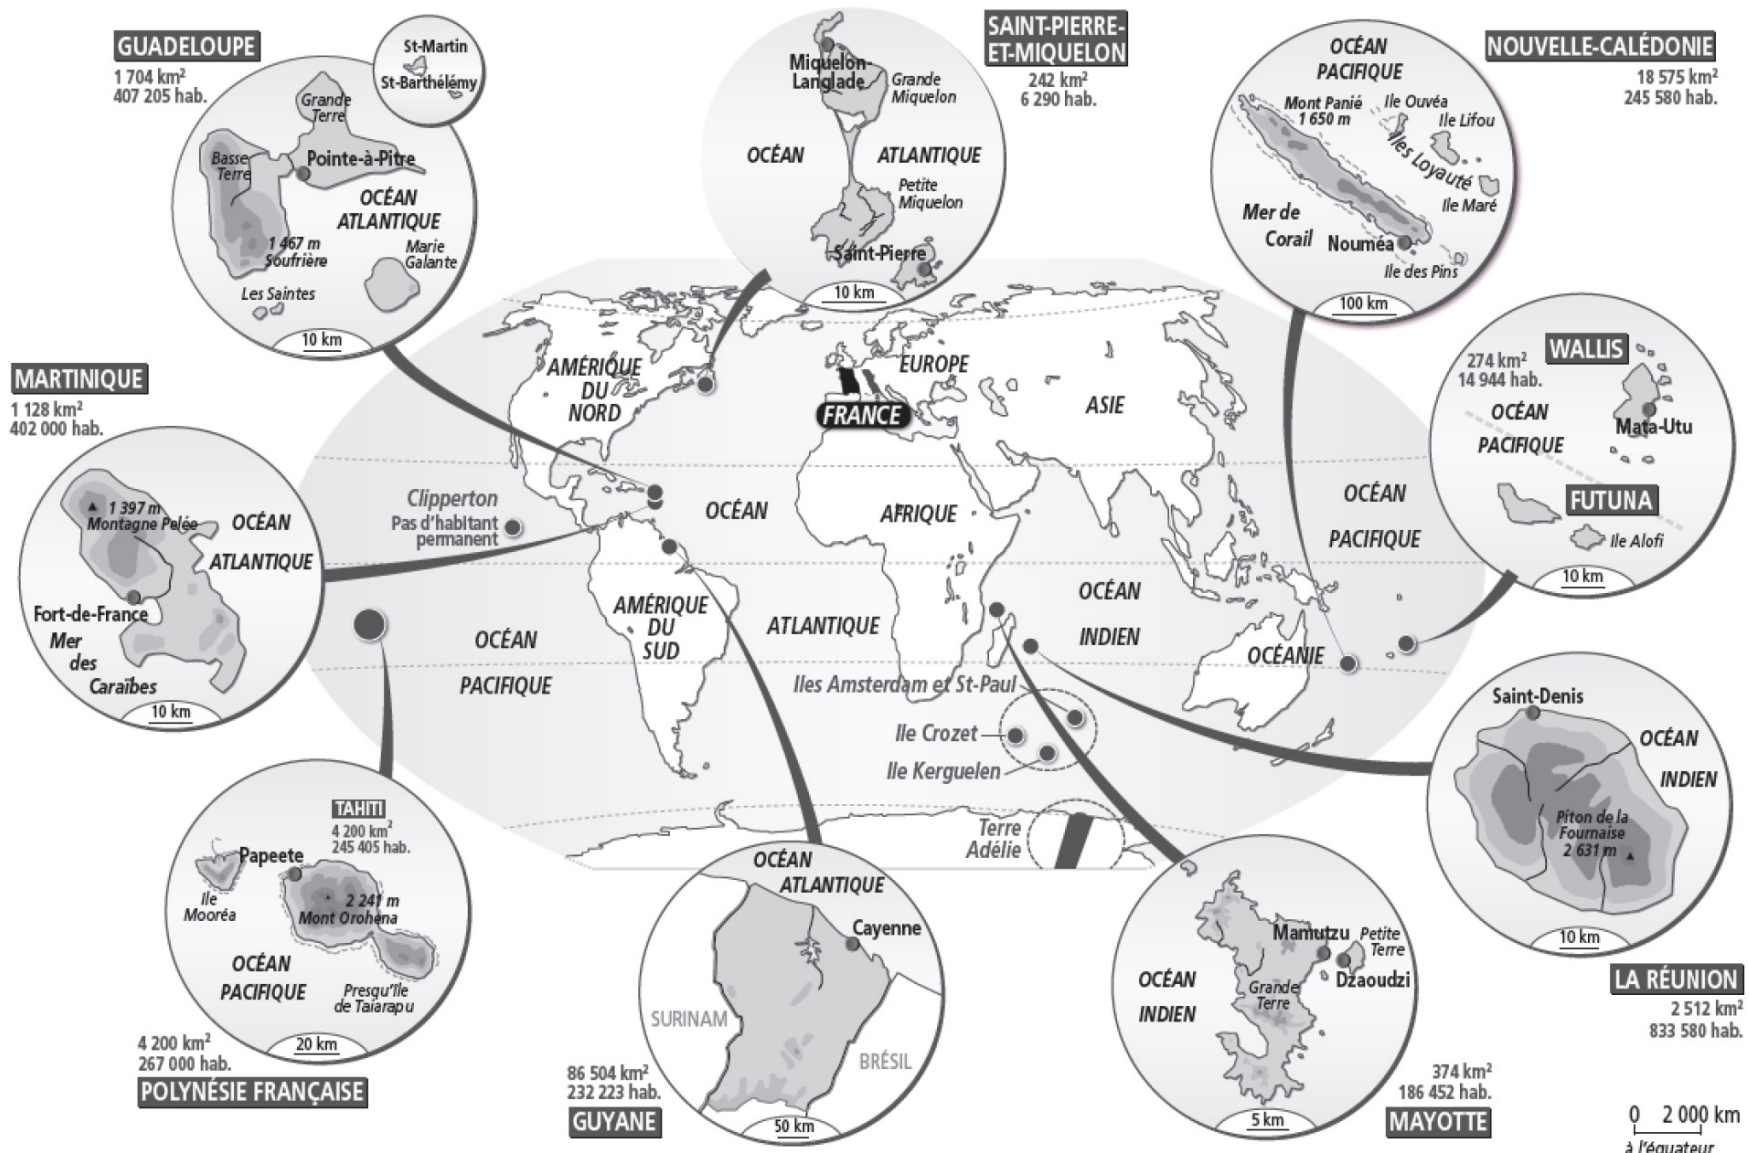 GUADELOUPE
1 704 km²
407 205 hab.
St-Martin
St-Barthélémy
Grande
Terre
Basse
Terre
Pointe-à-Pitre
OCÉAN
ATLANTIQUE
1 467 m
Soufrière
Marie
Galante
Les Saintes
10 km
SAINT-PIERRE-
ET-MIQUELON
242 km²
6 290 hab.
Miquelon-
Langlade
Grande
Miquelon
OCÉAN
ATLANTIQUE
Petite
Miquelon
Saint-Pierre
10 km
NOUVELLE-CALÉDONIE
18 575 km²
245 580 hab.
OCÉAN
PACIFIQUE
Mont Panié
1 650 m
Ile Ouvéa
Ile Lifou
Iles Loyauté
Ile Maré
Mer de
Corail
Nouméa
Ile des Pins
100 km
WALLIS
274 km²
14 944 hab.
OCÉAN
PACIFIQUE
Mata-Utu
FUTUNA
Ile Alofi
10 km
MARTINIQUE
1 128 km²
402 000 hab.
1 397 m
Montagne Pelée
OCÉAN
ATLANTIQUE
Fort-de-France
Mer
des
Caraïbes
10 km
AMÉRIQUE
DU
NORD
EUROPE
FRANCE
ASIE
Clipperton
Pas d'habitant
permanent
OCÉAN
AFRIQUE
OCÉAN
PACIFIQUE
AMÉRIQUE
DU
SUD
OCÉAN
PACIFIQUE
ATLANTIQUE
OCÉAN
INDIEN
OCÉANIE
Iles Amsterdam et St-Paul
Ile Crozet
Ile Kerguelen
Terre
Adélie
TAHITI
4 200 km²
245 405 hab.
Papeete
Ile
Mooréa
2 241 m
Mont Orohena
OCÉAN
PACIFIQUE
Presqu'île
de Taiarapu
20 km
4 200 km²
267 000 hab.
POLYNÉSIE FRANÇAISE
OCÉAN
ATLANTIQUE
Cayenne
SURINAM
BRÉSIL
50 km
86 504 km²
232 223 hab.
GUYANE
Mamutzu
Petite
Terre
Dzaoudzi
Grande
Terre
OCÉAN
INDIEN
5 km
374 km²
186 452 hab.
MAYOTTE
Saint-Denis
OCÉAN
INDIEN
Piton de la
Fournaise
2 631 m
10 km
LA RÉUNION
2 512 km²
833 580 hab.
0 2 000 km
à l'équateur